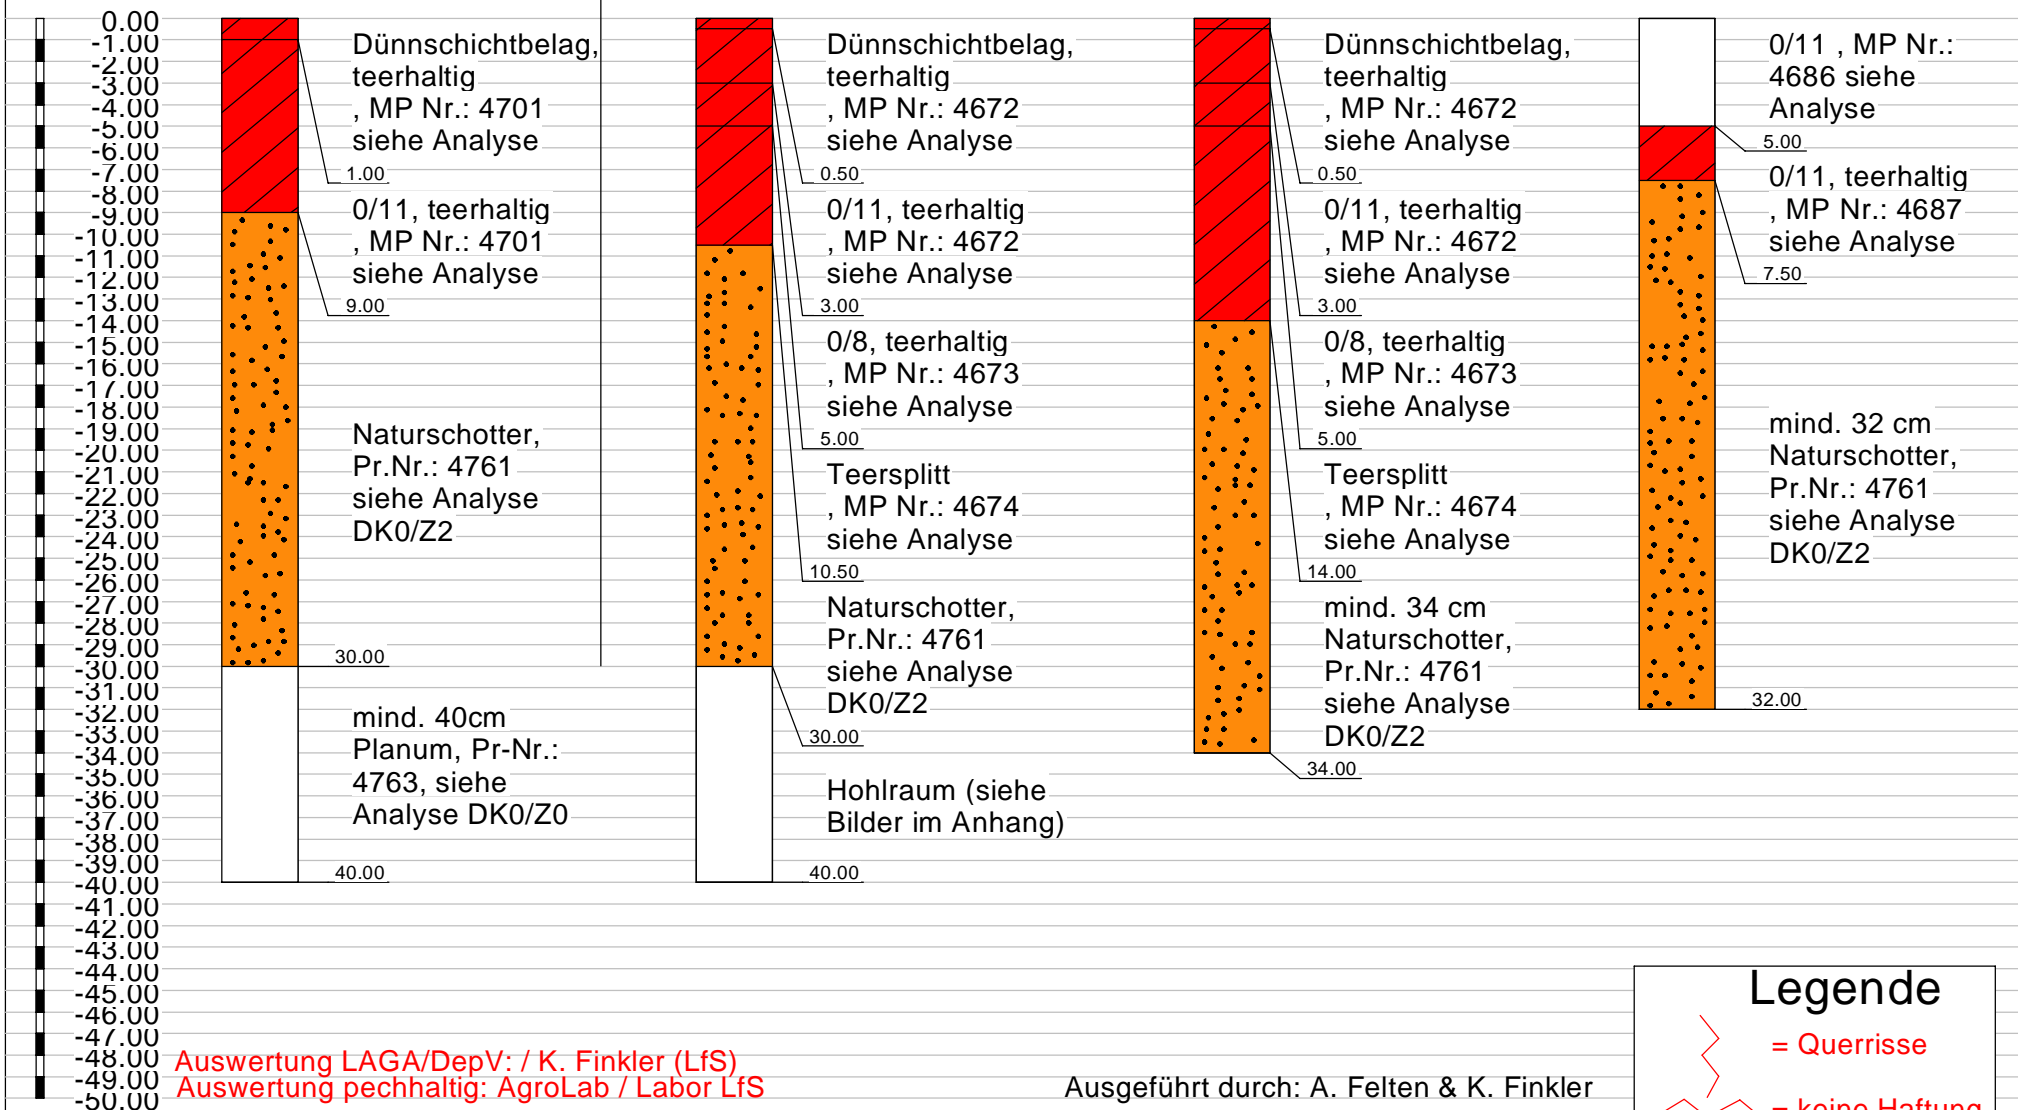 0.00
-1.00
-2.00
-3.00
-4.00
-5.00
-6.00
-7.00
-8.00
-9.00
-10.00
-11.00
-12.00
-13.00
-14.00
-15.00
-16.00
-17.00
-18.00
-19.00
-20.00
-21.00
-22.00
-23.00
-24.00
-25.00
-26.00
-27.00
-28.00
-29.00
-30.00
-31.00
-32.00
-33.00
-34.00
-35.00
-36.00
-37.00
-38.00
-39.00
-40.00
-41.00
-42.00
-43.00
-44.00
-45.00
-46.00
-47.00
-48.00
-49.00
-50.00
Dünnschichtbelag,
teerhaltig
, MP Nr.: 4701
siehe Analyse
1.00
0/11, teerhaltig
, MP Nr.: 4701
siehe Analyse
9.00
Naturschotter,
Pr.Nr.: 4761
siehe Analyse
DK0/Z2
30.00
mind. 40cm
Planum, Pr-Nr.:
4763, siehe
Analyse DK0/Z0
40.00
Dünnschichtbelag,
teerhaltig
, MP Nr.: 4672
siehe Analyse
0.50
0/11, teerhaltig
, MP Nr.: 4672
siehe Analyse
3.00
0/8, teerhaltig
, MP Nr.: 4673
siehe Analyse
5.00
Teersplitt
, MP Nr.: 4674
siehe Analyse
10.50
Naturschotter,
Pr.Nr.: 4761
siehe Analyse
DK0/Z2
30.00
Hohlraum (siehe
Bilder im Anhang)
40.00
Dünnschichtbelag,
teerhaltig
, MP Nr.: 4672
siehe Analyse
0.50
0/11, teerhaltig
, MP Nr.: 4672
siehe Analyse
3.00
0/8, teerhaltig
, MP Nr.: 4673
siehe Analyse
5.00
Teersplitt
, MP Nr.: 4674
siehe Analyse
14.00
mind. 34 cm
Naturschotter,
Pr.Nr.: 4761
siehe Analyse
DK0/Z2
34.00
0/11 , MP Nr.:
4686 siehe
Analyse
5.00
0/11, teerhaltig
, MP Nr.: 4687
siehe Analyse
7.50
mind. 32 cm
Naturschotter,
Pr.Nr.: 4761
siehe Analyse
DK0/Z2
32.00
Auswertung LAGA/DepV: / K. Finkler (LfS)
Auswertung pechhaltig: AgroLab / Labor LfS
Ausgeführt durch: A. Felten & K. Finkler
Legende
= Querrisse
= keine Haftung